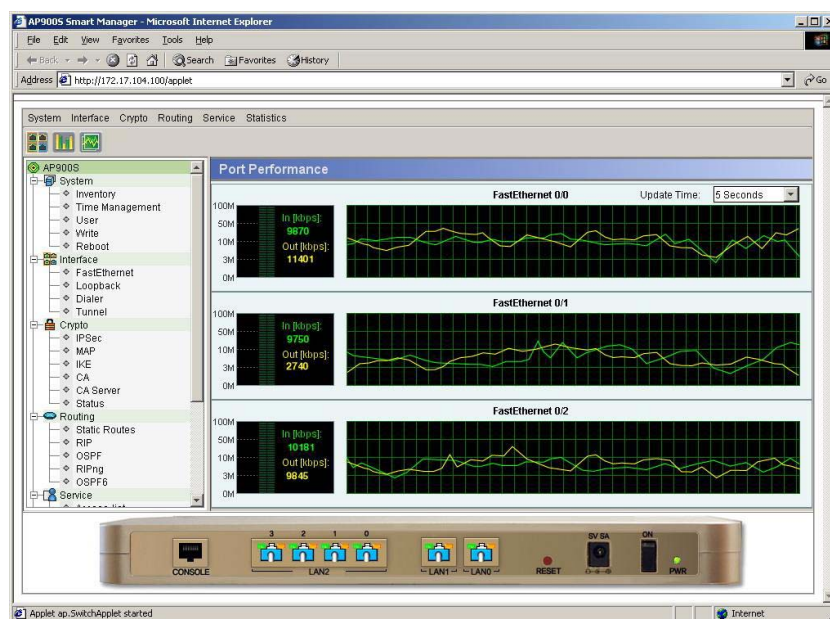 AP900S Smart Manager - Microsoft Internet Explorer
File Edit View Favorites Tools Help
Back Search Favorites History
Address http://172.17.104.100/applet Go
System Interface Crypto Routing Service Statistics
AP900S
System
Inventory
Time Management
User
Write
Reboot
Interface
FastEthernet
Loopback
Dialer
Tunnel
Crypto
IPSec
MAP
IKE
CA
CA Server
Status
Routing
Static Routes
RIP
OSPF
RIPng
OSPF6
Service
Access-list
Port Performance
FastEthernet 0/0 Update Time: 5 Seconds
100M
50M
10M
3M
0M
In [kbps]:
9870
Out [kbps]:
11401
FastEthernet 0/1
100M
50M
10M
3M
0M
In [kbps]:
9750
Out [kbps]:
2740
FastEthernet 0/2
100M
50M
10M
3M
0M
In [kbps]:
10181
Out [kbps]:
9845
3 2 1 0 5V 5A ON
CONSOLE LAN2 LAN1 LAN0 RESET PWR
Applet ap.SwitchApplet started Internet